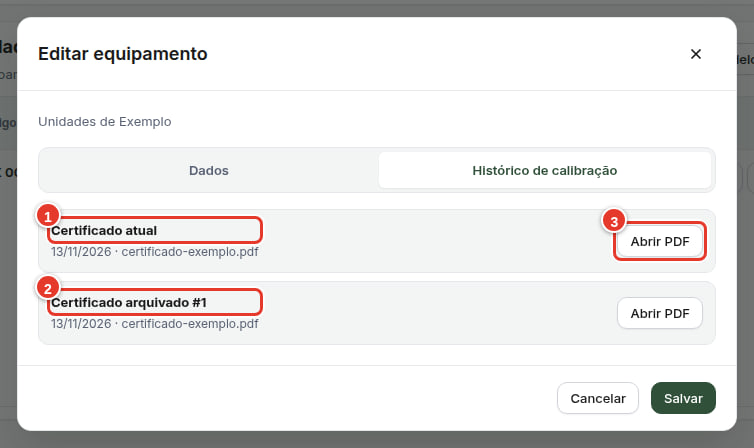 Editar equipamento
Unidades de Exemplo
Dados
Histórico de calibração
1
Certificado atual
13/11/2026 · certificado-exemplo.pdf
3
Abrir PDF
2
Certificado arquivado #1
13/11/2026 · certificado-exemplo.pdf
Abrir PDF
Cancelar
Salvar